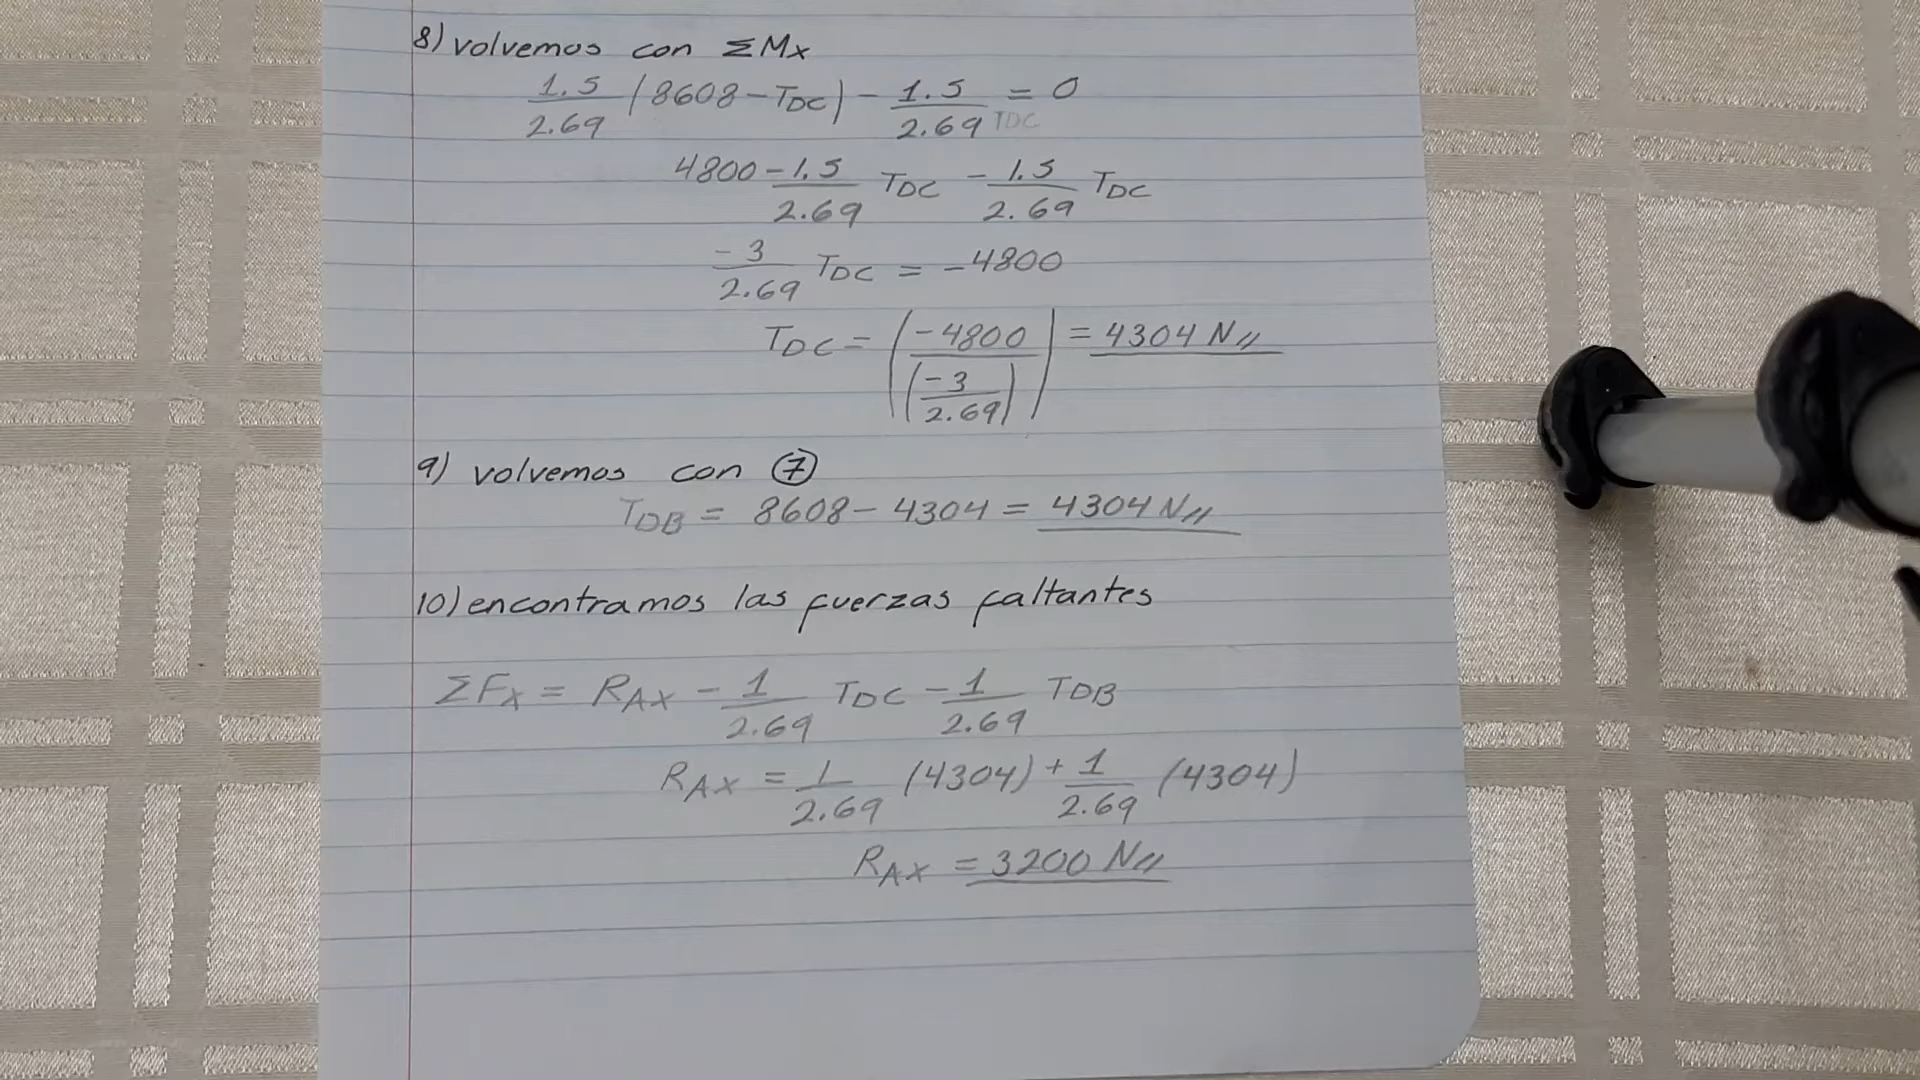 8) volvemos con ΣMx
1.5/2.69 (8608 - TDC) - 1.5/2.69 TDC = 0
4800 - 1.5/2.69 TDC - 1.5/2.69 TDC
-3/2.69 TDC = -4800
TDC = (-4800/(-3/2.69)) = 4304 N//
9) volvemos con ⑦
TDB = 8608 - 4304 = 4304 N//
10) encontramos las fuerzas faltantes
ΣFx = RAX - 1/2.69 TDC - 1/2.69 TDB
RAX = 1/2.69 (4304) + 1/2.69 (4304)
RAX = 3200 N//